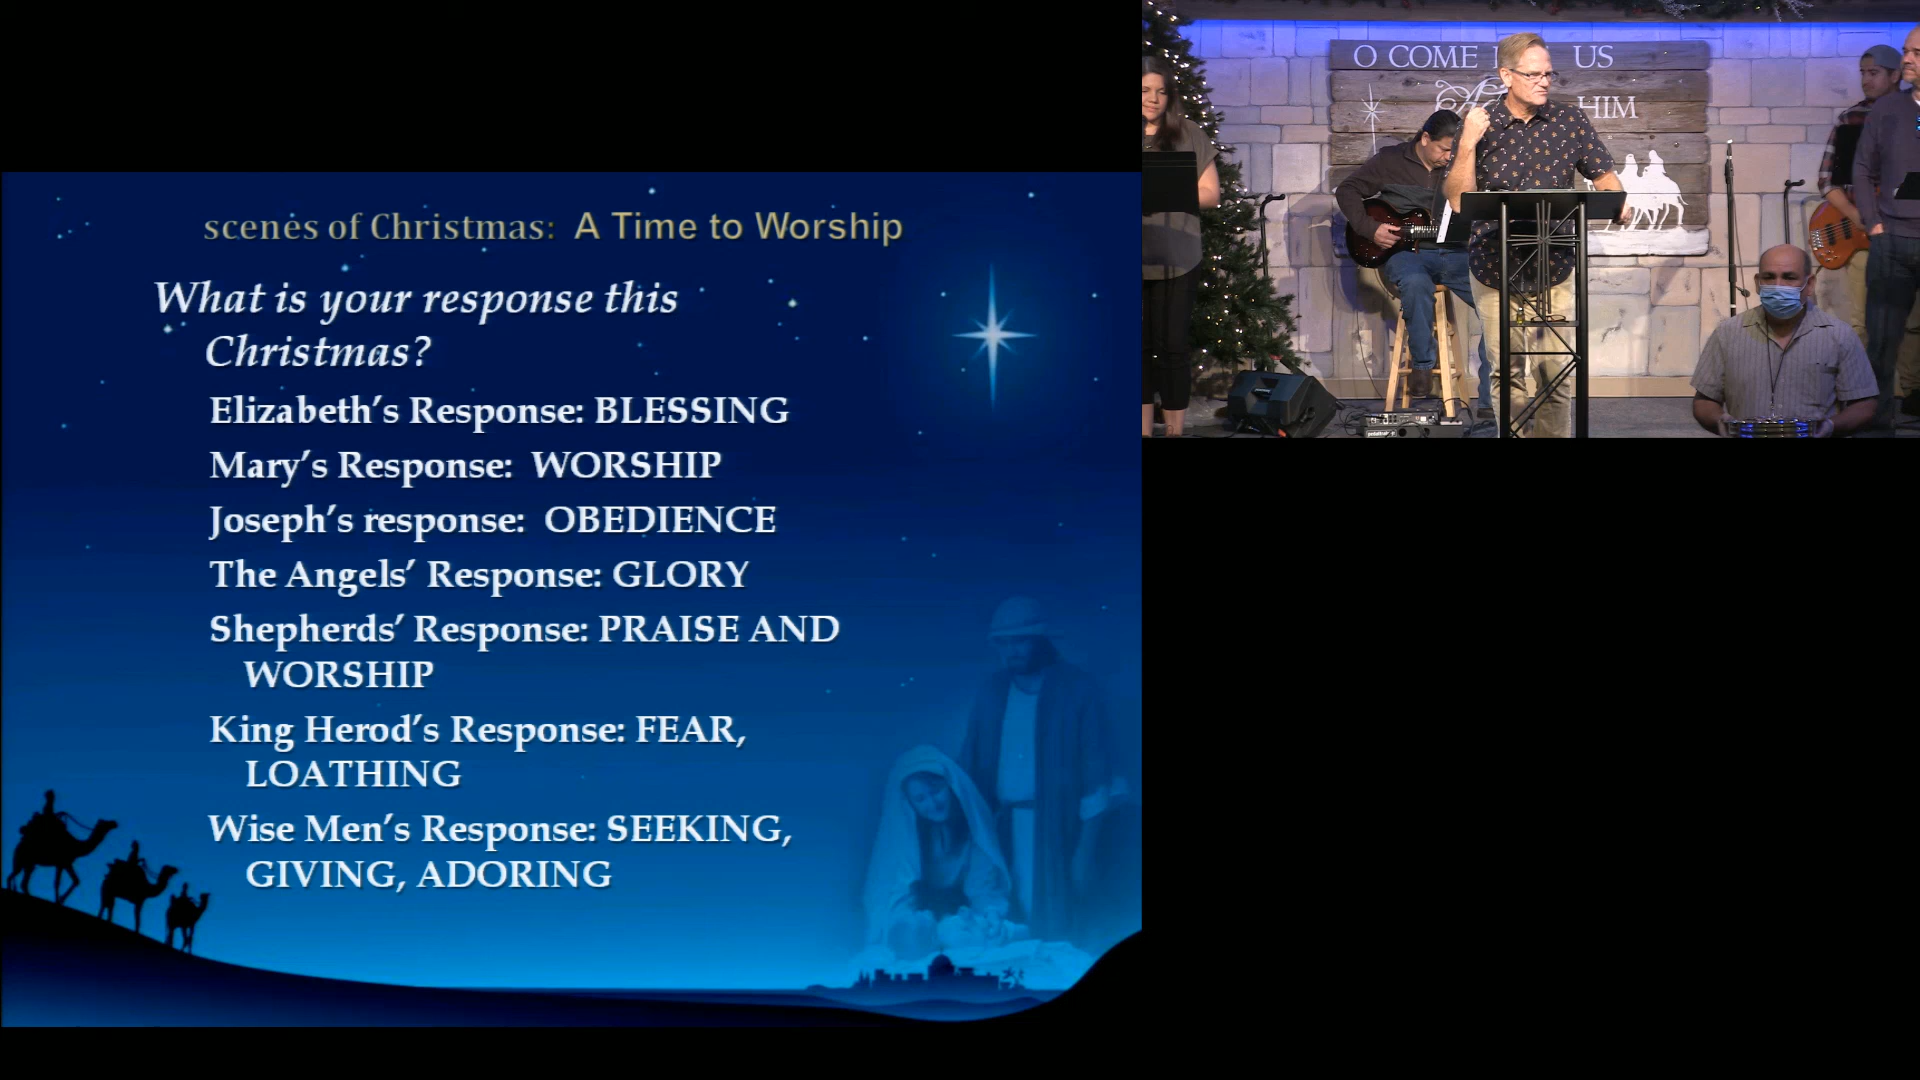 scenes of Christmas: A Time to Worship
What is your response this
Christmas?
Elizabeth’s Response: BLESSING
Mary’s Response: WORSHIP
Joseph’s response: OBEDIENCE
The Angels’ Response: GLORY
Shepherds’ Response: PRAISE AND
WORSHIP
King Herod’s Response: FEAR,
LOATHING
Wise Men’s Response: SEEKING,
GIVING, ADORING
O COME US
HIM